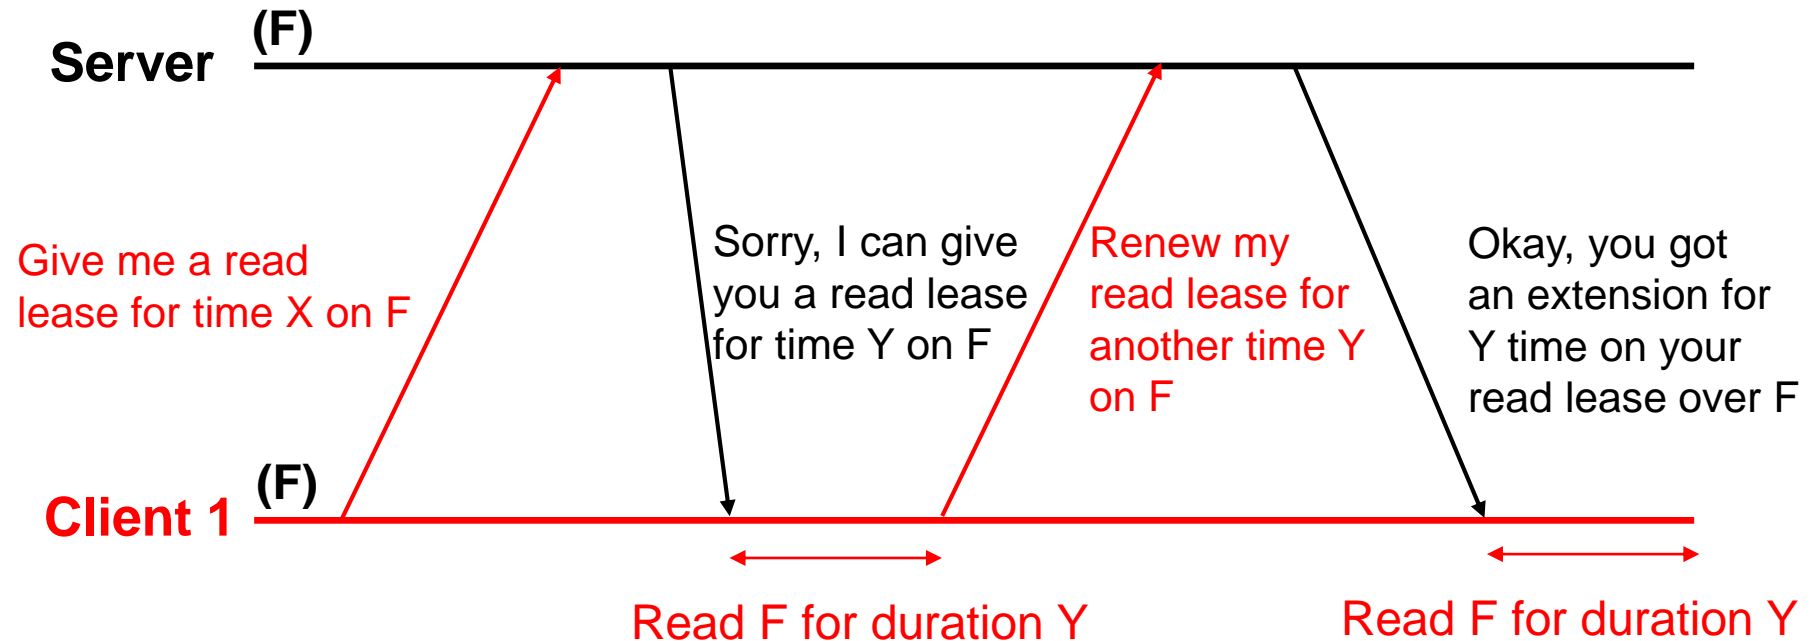 (F)
Server
Give me a read
lease for time X on F
Sorry, I can give
you a read lease
for time Y on F
Renew my
read lease for
another time Y
on F
Okay, you got
an extension for
Y time on your
read lease over F
(F)
Client 1
Read F for duration Y
Read F for duration Y